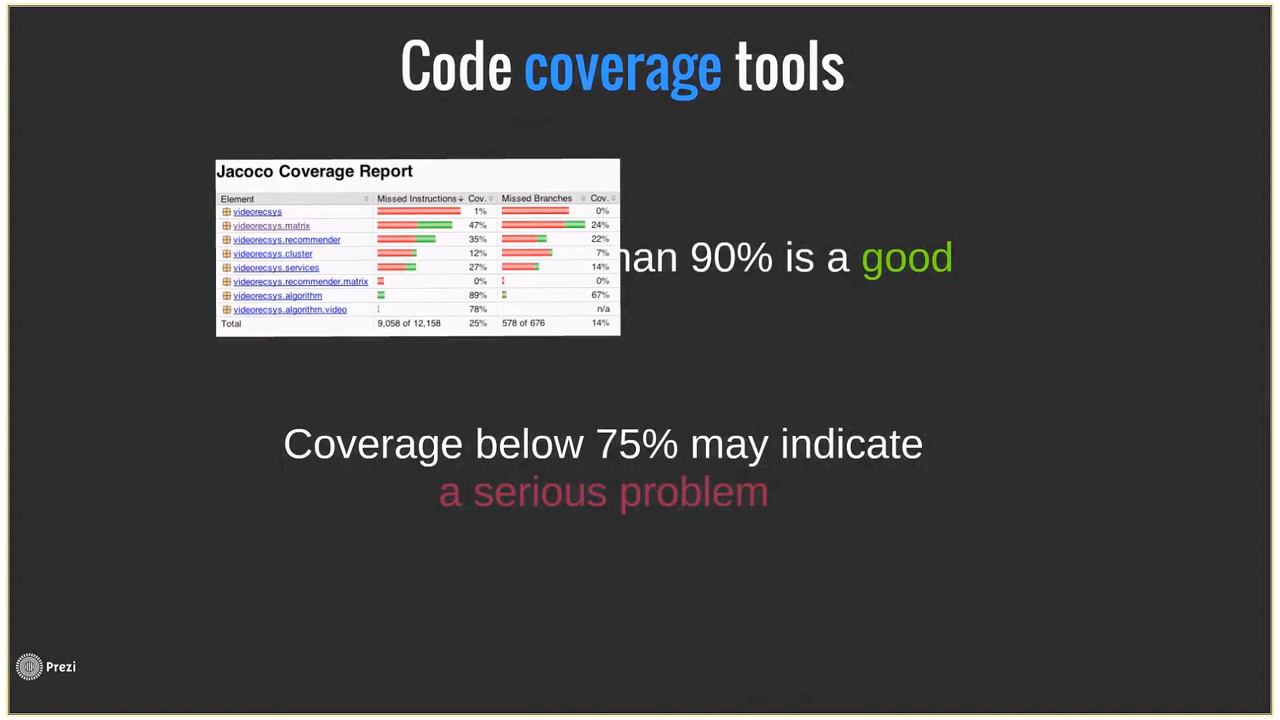 Code coverage tools
Jacoco Coverage Report
Element Missed Instructions Cov. Missed Branches Cov.
videorecsys 1% 0%
videorecsys.matrix 47% 24%
videorecsys.recommender 35% 22%
videorecsys.cluster 12% 7%
videorecsys.services 27% 14%
videorecsys.recommender.matrix 0% 0%
videorecsys.algorithm 89% 67%
videorecsys.algorithm.video 78% n/a
Total 9,058 of 12,158 25% 578 of 676 14%
90% is a good
Coverage below 75% may indicate
a serious problem
Prezi